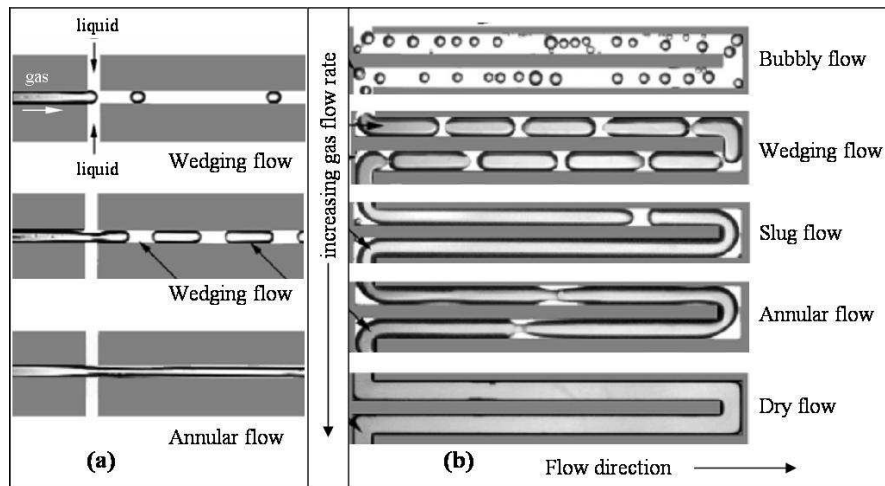 liquid
gas
Wedging flow
liquid
Wedging flow
Annular flow
(a)
increasing gas flow rate
Bubbly flow
Wedging flow
Slug flow
Annular flow
Dry flow
(b)
Flow direction